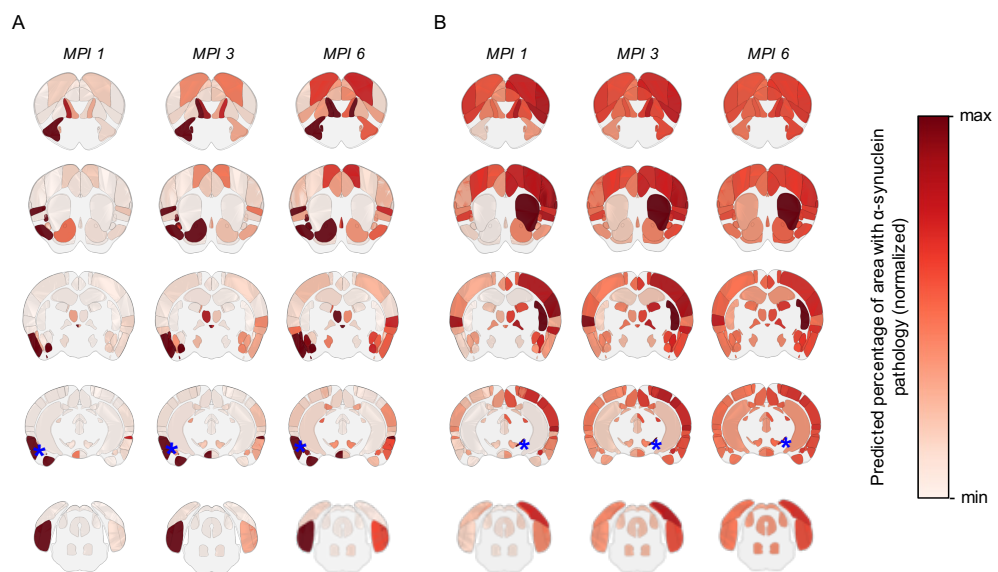 A
B
MPI 1
MPI 3
MPI 6
MPI 1
MPI 3
MPI 6
*
*
*
*
*
*
max
Predicted percentage of area with α-synuclein
pathology (normalized)
min